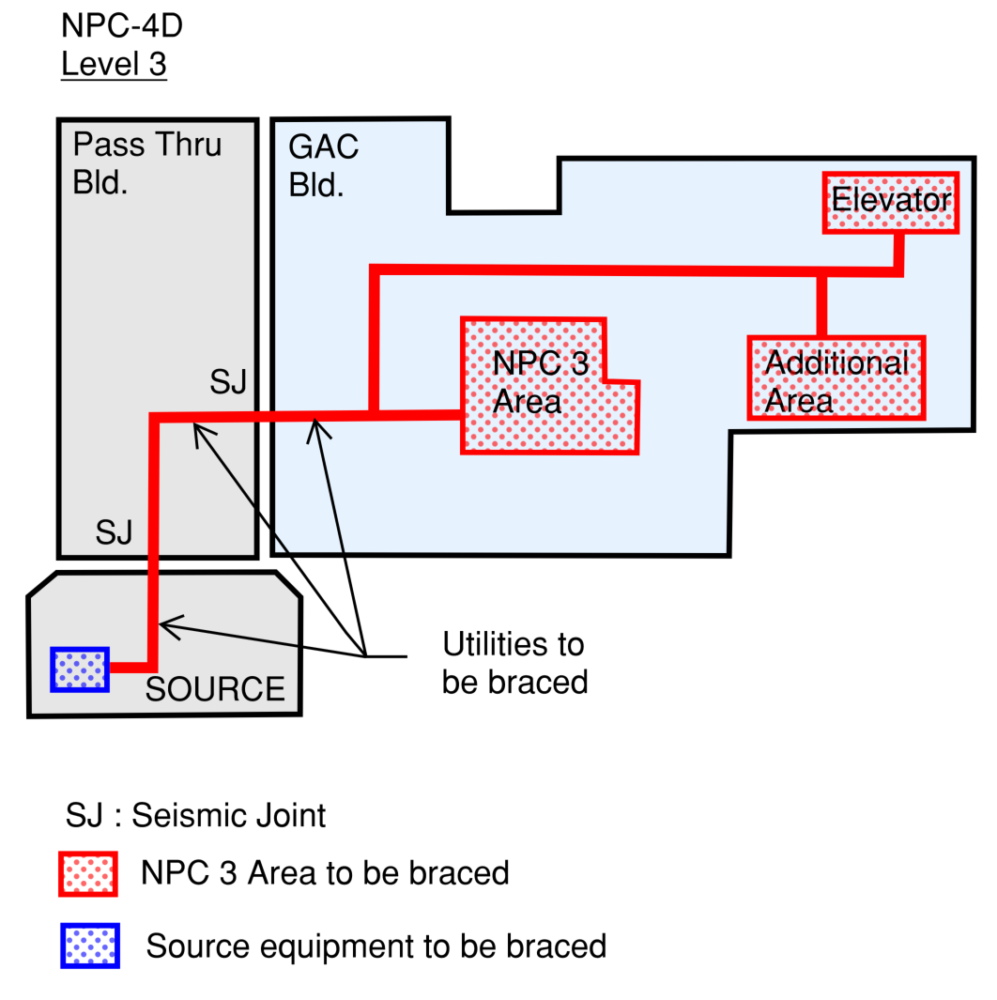 NPC-4D
Level 3
Pass Thru
Bld.
GAC
Bld.
Elevator
NPC 3
Area
Additional
Area
SJ
SJ
SOURCE
Utilities to
be braced
SJ : Seismic Joint
NPC 3 Area to be braced
Source equipment to be braced